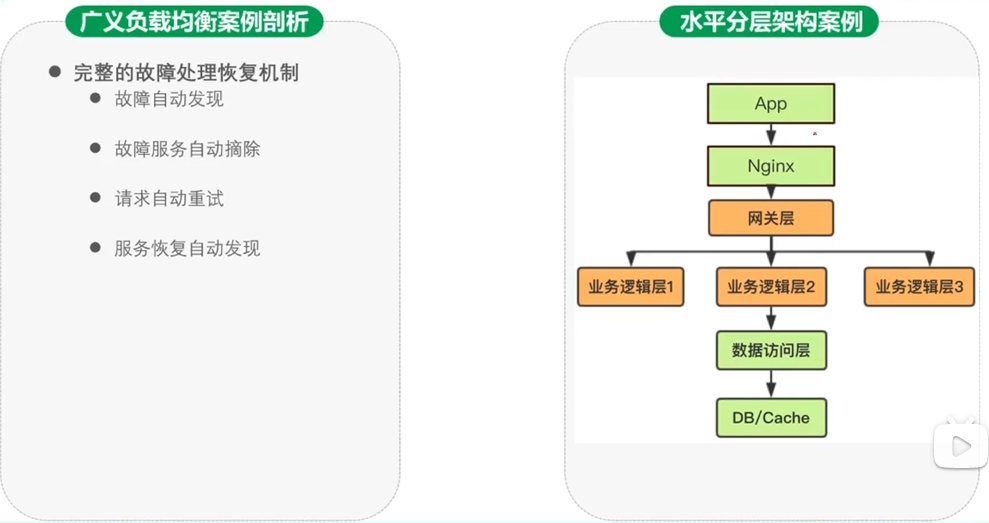 广义负载均衡案例剖析
完整的故障处理恢复机制
故障自动发现
故障服务自动摘除
请求自动重试
服务恢复自动发现
水平分层架构案例
App
Nginx
网关层
业务逻辑层1
业务逻辑层2
业务逻辑层3
数据访问层
DB/Cache